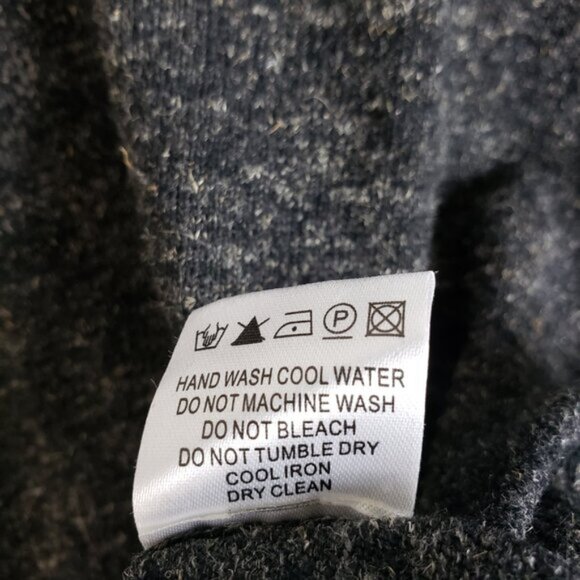 P
HAND WASH COOL WATER
DO NOT MACHINE WASH
DO NOT BLEACH
DO NOT TUMBLE DRY
COOL IRON
DRY CLEAN